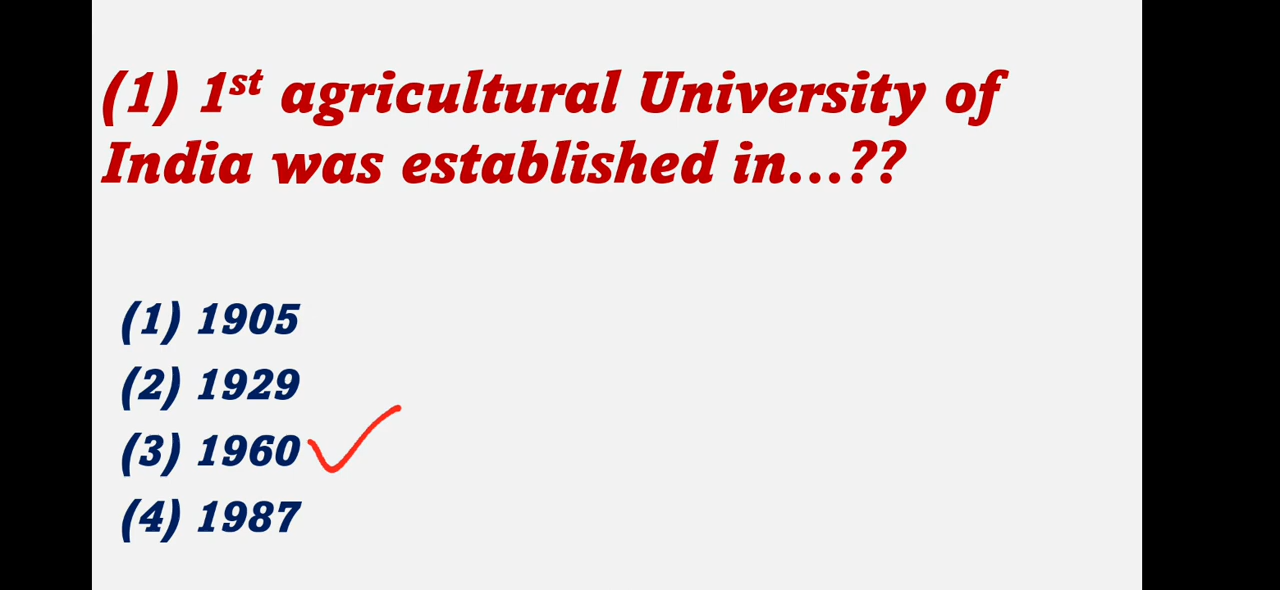 (1) 1st agricultural University of
India was established in...??
(1) 1905
(2) 1929
(3) 1960
(4) 1987